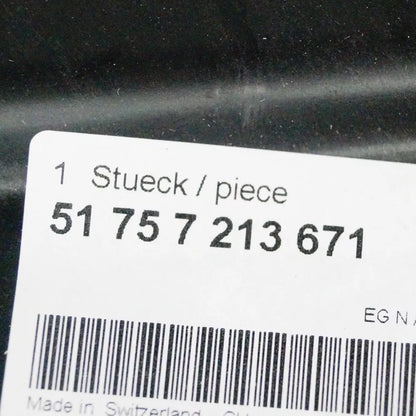 1 Stueck / piece
51 75 7 213 671
EG N
Made in Switzerland